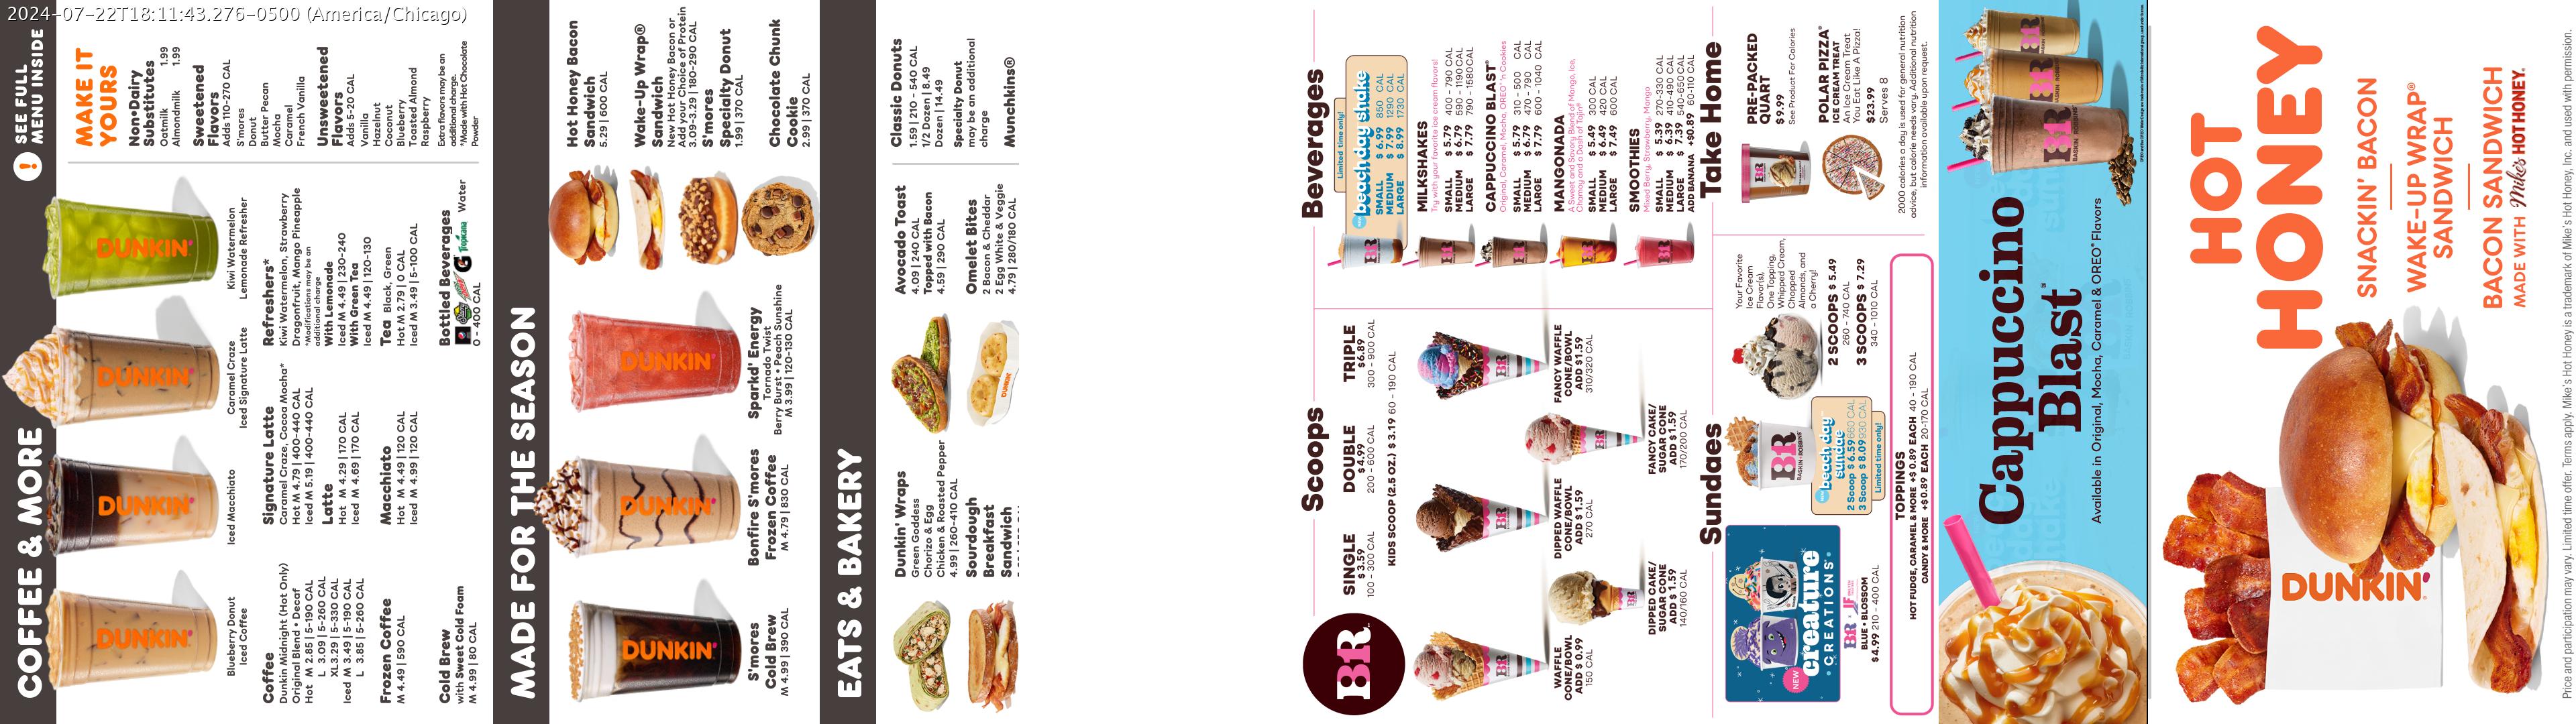 2024-07-22T18:11:43.276-0500 (America/Chicago)
COFFEE & MORE
! SEE FULL
MENU INSIDE
DUNKIN'
Blueberry Donut
Iced Coffee
DUNKIN'
Iced Macchiato
DUNKIN'
Caramel Craze
Iced Signature Latte
DUNKIN'
Kiwi Watermelon
Lemonade Refresher
Coffee
Dunkin Midnight (Hot Only)
Original Blend • Decaf
Hot M 2.85 | 5-190 CAL
L 3.09 | 5-260 CAL
XL 3.29 | 5-330 CAL
Iced M 3.49 | 5-190 CAL
L 3.85 | 5-260 CAL
Frozen Coffee
M 4.49 | 590 CAL
Cold Brew
with Sweet Cold Foam
M 4.99 | 80 CAL
Signature Latte
Caramel Craze, Cocoa Mocha*
Hot M 4.79 | 400-440 CAL
Iced M 5.19 | 400-440 CAL
Latte
Hot M 4.29 | 170 CAL
Iced M 4.69 | 170 CAL
Macchiato
Hot M 4.49 | 120 CAL
Iced M 4.99 | 120 CAL
Refreshers*
Kiwi Watermelon, Strawberry
Dragonfruit, Mango Pineapple
*Modifications may be an
additional charge
With Lemonade
Iced M 4.49 | 230-240
With Green Tea
Iced M 4.49 | 120-130
Tea Black, Green
Hot M 2.79 | 0 CAL
Iced M 3.49 | 5-100 CAL
Bottled Beverages
Tropicana Water
0 - 400 CAL
MAKE IT
YOURS
Non•Dairy
Substitutes
Oatmilk 1.99
Almondmilk 1.99
Sweetened
Flavors
Adds 110-270 CAL
S'mores
Donut
Butter Pecan
Mocha
Caramel
French Vanilla
Unsweetened
Flavors
Adds 5-20 CAL
Vanilla
Hazelnut
Coconut
Blueberry
Toasted Almond
Raspberry
Extra flavors may be an
additional charge.
*Made with Hot Chocolate
Powder
MADE FOR THE SEASON
DUNKIN'
S'mores
Cold Brew
M 4.99 | 390 CAL
DUNKIN'
Bonfire S'mores
Frozen Coffee
M 4.79 | 830 CAL
DUNKIN'
Sparkd' Energy
Tornado Twist
Berry Burst • Peach Sunshine
M 3.99 | 120-130 CAL
Hot Honey Bacon
Sandwich
5.29 | 600 CAL
Wake-Up Wrap®
Sandwich
New Hot Honey Bacon or
Add your Choice of Protein
3.09-3.29 | 180-290 CAL
S'mores
Specialty Donut
1.99 | 370 CAL
Chocolate Chunk
Cookie
2.99 | 370 CAL
EATS & BAKERY
Dunkin' Wraps
Green Goddess
Chorizo & Egg
Chicken & Roasted Pepper
4.99 | 260-410 CAL
Sourdough
Breakfast
Sandwich
Avocado Toast
4.09 | 240 CAL
Topped with Bacon
4.59 | 290 CAL
Omelet Bites
2 Bacon & Cheddar
2 Egg White & Veggie
4.79 | 280/180 CAL
DUNKIN'
Classic Donuts
1.59 | 210 - 540 CAL
1/2 Dozen | 8.49
Dozen | 14.49
Specialty Donut
may be an additional
charge
Munchkins®
BR
Scoops
SINGLE
$ 3.59
100 - 300 CAL
DOUBLE
$ 4.99
200 - 600 CAL
TRIPLE
$6.89
300 - 900 CAL
KIDS SCOOP (2.5 OZ.) $ 3.19 60 - 190 CAL
WAFFLE
CONE/BOWL
ADD $ 0.99
150 CAL
DIPPED WAFFLE
CONE/BOWL
ADD $1.59
270 CAL
FANCY WAFFLE
CONE/BOWL
ADD $1.59
310/320 CAL
DIPPED CAKE/
SUGAR CONE
ADD $ 1.59
140/160 CAL
FANCY CAKE/
SUGAR CONE
ADD $1.59
170/200 CAL
Beverages
Limited time only!
beach day shake
SMALL $ 6.99 850 CAL
MEDIUM $ 7.99 1290 CAL
LARGE $ 8.99 1730 CAL
MILKSHAKES
Try with your favorite ice cream flavors!
SMALL $ 5.79 400 - 790 CAL
MEDIUM $ 6.79 590 - 1190 CAL
LARGE $ 7.79 790 - 1580 CAL
CAPPUCCINO BLAST®
Original, Caramel, Mocha, OREO® 'n Cookies
SMALL $ 5.79 310 - 500 CAL
MEDIUM $ 6.79 470 - 790 CAL
LARGE $ 7.79 600 - 1040 CAL
MANGONADA
A Sweet and Savory Blend of Mango, Ice,
Chamoy and a Dash of Tajín®
SMALL $ 5.49 300 CAL
MEDIUM $ 6.49 420 CAL
LARGE $ 7.49 600 CAL
SMOOTHIES
Mixed Berry, Strawberry, Mango
SMALL $ 5.39 270-330 CAL
MEDIUM $ 6.39 410-490 CAL
LARGE $ 7.39 540-650 CAL
ADD BANANA +$0.89 60-110 CAL
Sundaes
NEW
creature
CREATIONS®
BR
BLUE • BLOSSOM
$4.99 210 - 400 CAL
BR
BASKIN-ROBBINS
beach day
sundae
2 Scoop $ 6.59 660 CAL
3 Scoop $ 8.09 930 CAL
Limited time only!
Your Favorite
Ice Cream
Flavor(s),
One Topping,
Whipped Cream,
Chopped
Almonds, and
a Cherry!
2 SCOOPS $ 5.49
260 - 740 CAL
3 SCOOPS $ 7.29
340 - 1010 CAL
TOPPINGS
HOT FUDGE, CARAMEL & MORE +$ 0.89 EACH 40 - 190 CAL
CANDY & MORE +$0.89 EACH 20-170 CAL
Take Home
PRE-PACKED
QUART
$9.99
See Product For Calories
POLAR PIZZA®
ICE CREAM TREAT
An Ice Cream Treat
You Eat Like A Pizza!
$23.99
Serves 8
2000 calories a day is used for general nutrition
advice, but calorie needs vary. Additional nutrition
information available upon request.
Cappuccino
Blast®
Available in Original, Mocha, Caramel & OREO® Flavors
BR
BASKIN ROBBINS
HOT
HONEY
SNACKIN' BACON
WAKE-UP WRAP®
SANDWICH
BACON SANDWICH
MADE WITH Mike's HOT HONEY.
DUNKIN'
Price and participation may vary. Limited time offer. Terms apply. Mike's Hot Honey is a trademark of Mike's Hot Honey, Inc. and used with permission.